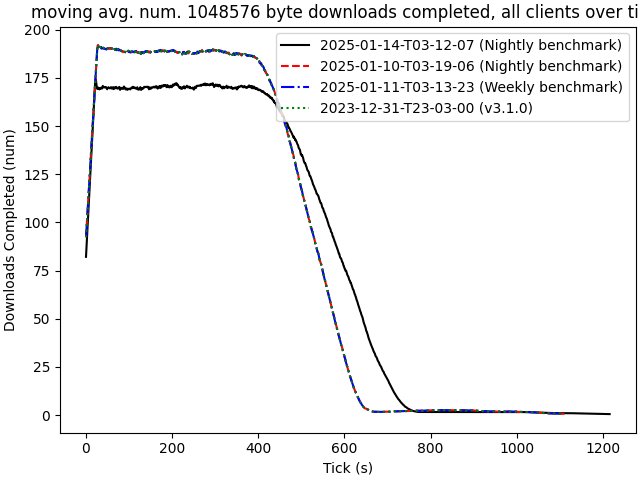 moving avg. num. 1048576 byte downloads completed, all clients over ti
200
175
150
125
100
75
50
25
0
Downloads Completed (num)
2025-01-14-T03-12-07 (Nightly benchmark)
2025-01-10-T03-19-06 (Nightly benchmark)
2025-01-11-T03-13-23 (Weekly benchmark)
2023-12-31-T23-03-00 (v3.1.0)
0 200 400 600 800 1000 1200
Tick (s)